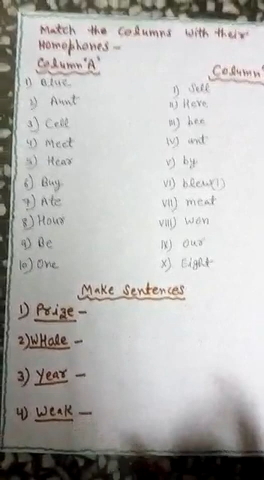 Match the Columns with their
Homophones -
Column 'A' Column
1) Blue i) Sell
2) Aunt ii) Here
3) Cell iii) bee
4) Meet iv) ant
5) Hear v) by
6) Buy vi) blew(1)
7) Ate vii) meat
8) Hour viii) won
9) Be ix) our
10) One x) Eight
Make Sentences
1) Prize -
2) Whole -
3) Year -
4) Weak -